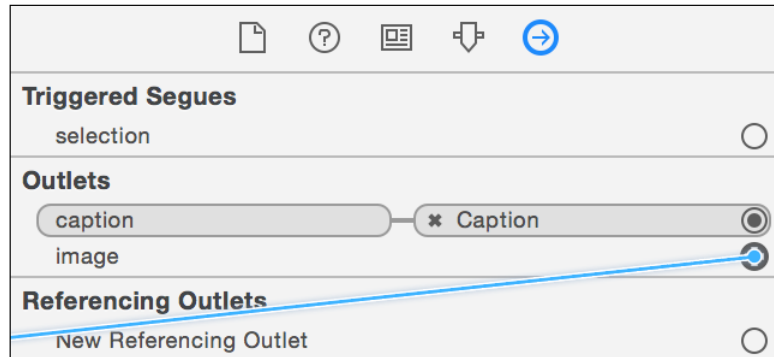 Triggered Segues
selection
Outlets
caption Caption
image
Referencing Outlets
New Referencing Outlet